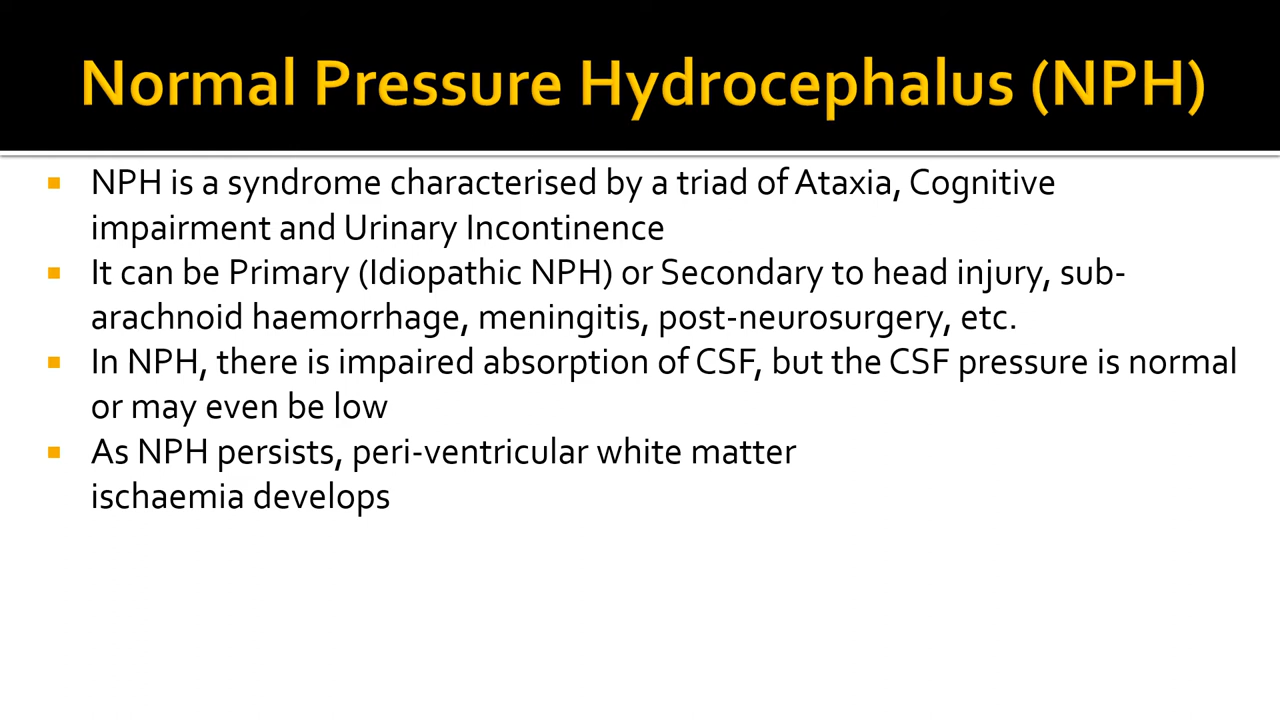 Normal Pressure Hydrocephalus (NPH)
NPH is a syndrome characterised by a triad of Ataxia, Cognitive
impairment and Urinary Incontinence
It can be Primary (Idiopathic NPH) or Secondary to head injury, sub-
arachnoid haemorrhage, meningitis, post-neurosurgery, etc.
In NPH, there is impaired absorption of CSF, but the CSF pressure is normal
or may even be low
As NPH persists, peri-ventricular white matter
ischaemia develops